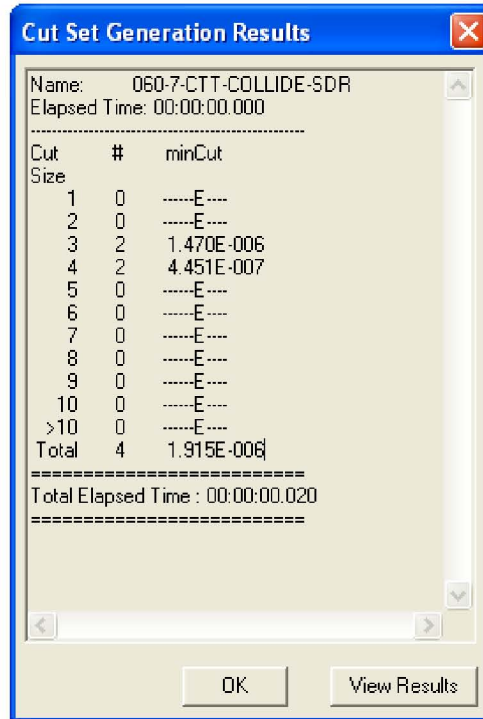 Cut Set Generation Results
Name: 060-7-CTT-COLLIDE-SDR
Elapsed Time: 00:00:00.000
--------------------------------------------------
Cut # minCut
Size
1 0 ------E----
2 0 ------E----
3 2 1.470E-006
4 2 4.451E-007
5 0 ------E----
6 0 ------E----
7 0 ------E----
8 0 ------E----
9 0 ------E----
10 0 ------E----
>10 0 ------E----
Total 4 1.915E-006
===========================
Total Elapsed Time : 00:00:00.020
===========================
OK View Results